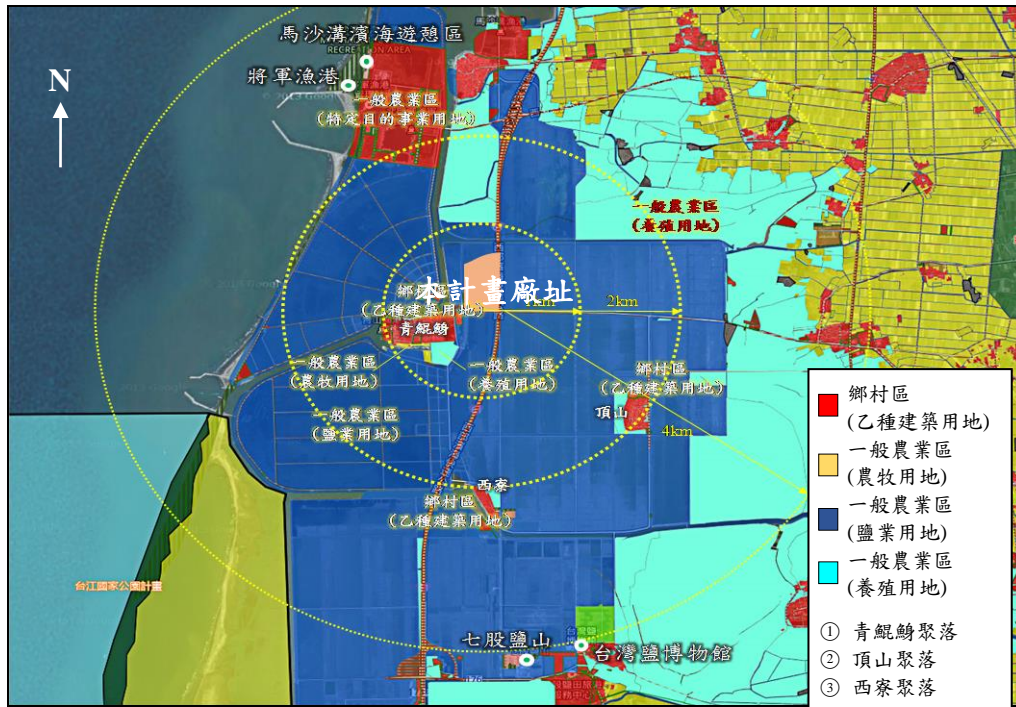 馬沙溝濱海遊憩區
RECREATION AREA
將軍漁港
N
一般農業區
(特定目的事業用地)
一般農業區
(養殖用地)
鄉村區
本計畫廠址
2km
(乙種建築用地)
青鯤鯓
一般農業區
(農牧用地)
一般農業區
(養殖用地)
鄉村區
(乙種建築用地)
頂山
4km
一般農業區
(鹽業用地)
西寮
鄉村區
(乙種建築用地)
台江國家公園計畫
七股鹽山
台灣鹽博物館
176
鄉村區
(乙種建築用地)
一般農業區
(農牧用地)
一般農業區
(鹽業用地)
一般農業區
(養殖用地)
① 青鯤鯓聚落
② 頂山聚落
③ 西寮聚落